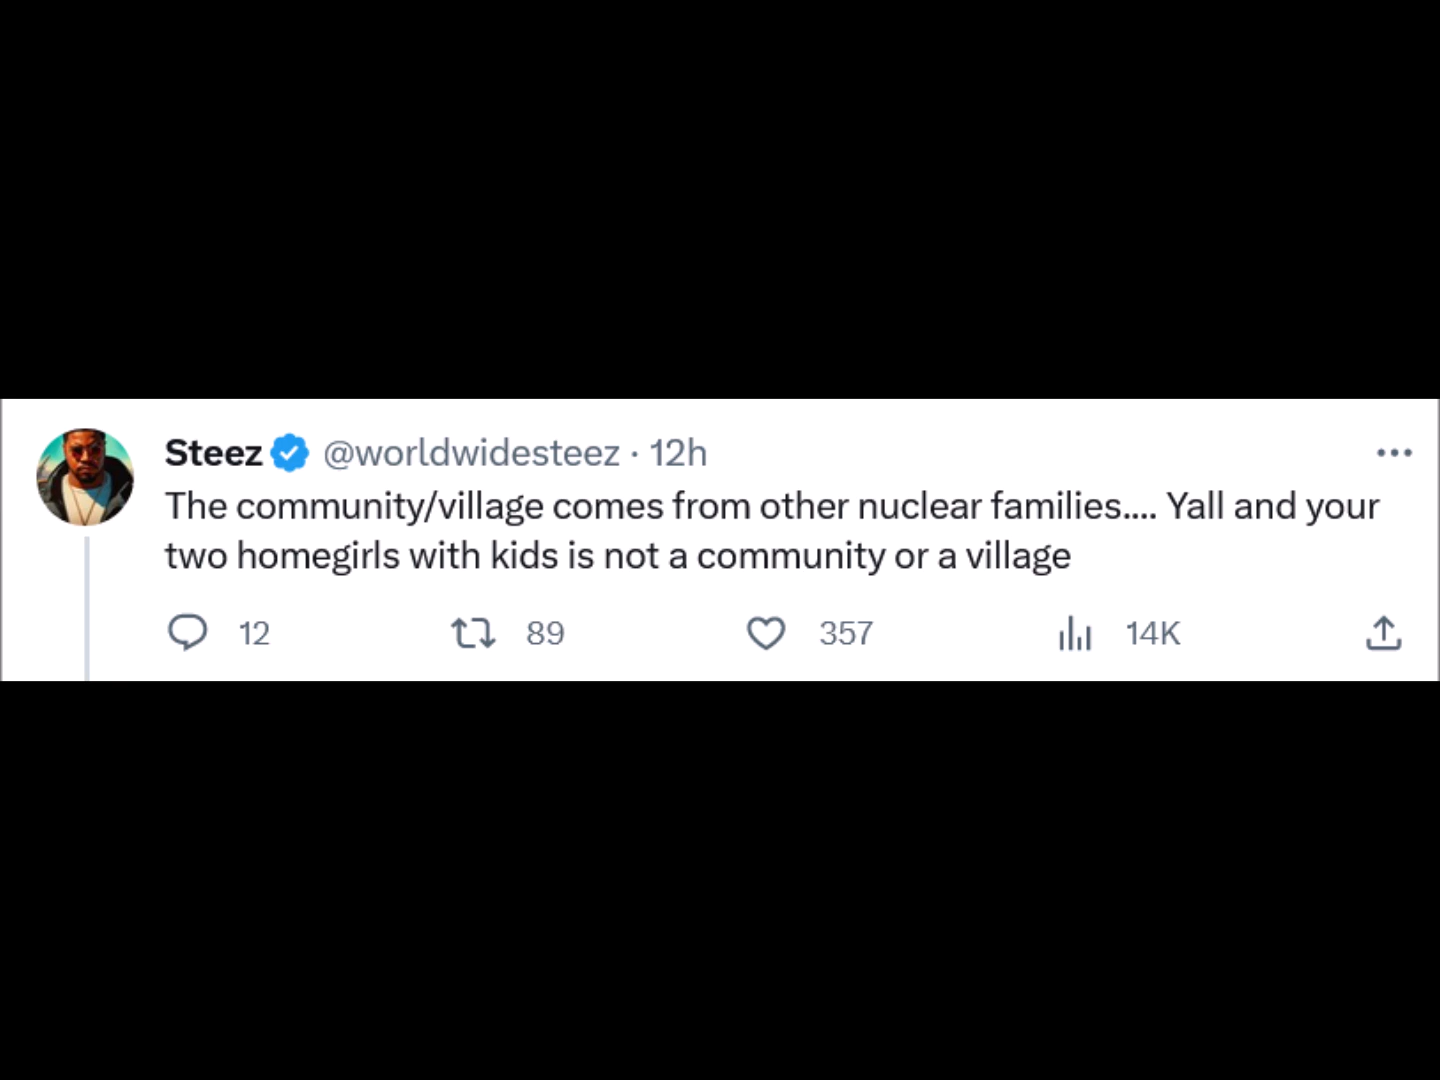 Steez @worldwidesteez · 12h
The community/village comes from other nuclear families.... Yall and your
two homegirls with kids is not a community or a village
12 89 357 14K